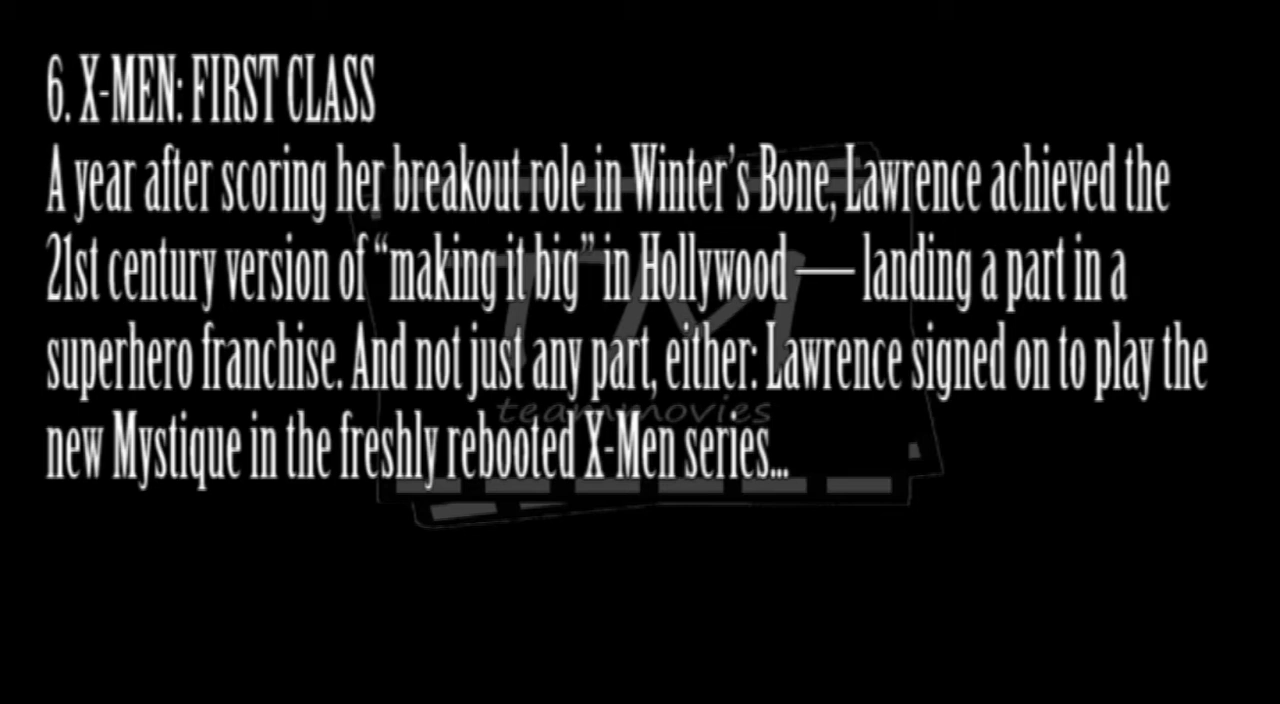 6. X-MEN: FIRST CLASS
A year after scoring her breakout role in Winter’s Bone, Lawrence achieved the
21st century version of “making it big” in Hollywood — landing a part in a
superhero franchise. And not just any part, either: Lawrence signed on to play the
new Mystique in the freshly rebooted X-Men series...
TM
teammovies